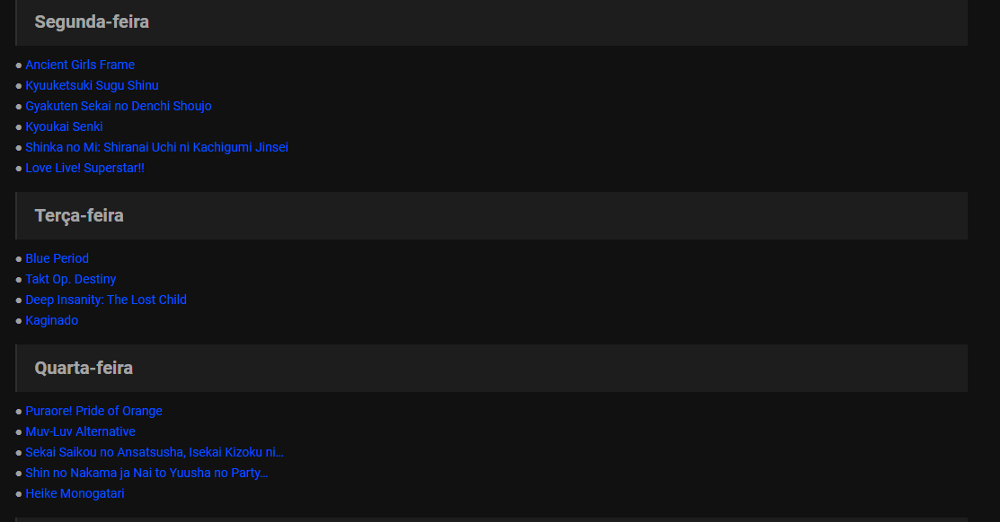 Segunda-feira
● Ancient Girls Frame
● Kyuuketsuki Sugu Shinu
● Gyakuten Sekai no Denchi Shoujo
● Kyoukai Senki
● Shinka no Mi: Shiranai Uchi ni Kachigumi Jinsei
● Love Live! Superstar!!
Terça-feira
● Blue Period
● Takt Op. Destiny
● Deep Insanity: The Lost Child
● Kaginado
Quarta-feira
● Puraore! Pride of Orange
● Muv-Luv Alternative
● Sekai Saikou no Ansatsusha, Isekai Kizoku ni...
● Shin no Nakama ja Nai to Yuusha no Party...
● Heike Monogatari